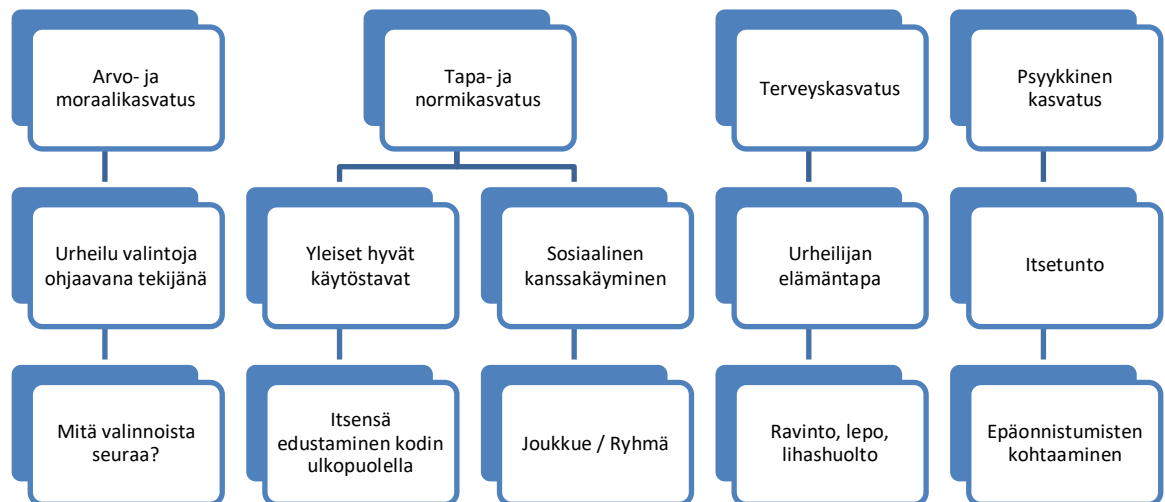 Arvo- ja
moraalikasvatus
Tapa- ja
normikasvatus
Terveyskasvatus
Psyykkinen
kasvatus
Urheilu valintoja
ohjaavana tekijänä
Yleiset hyvät
käytöstavat
Sosiaalinen
kanssakäyminen
Urheilijan
elämäntapa
Itsetunto
Mitä valinnoista
seuraa?
Itsensä
edustaminen kodin
ulkopuolella
Joukkue / Ryhmä
Ravinto, lepo,
lihashuolto
Epäonnistumisten
kohtaaminen